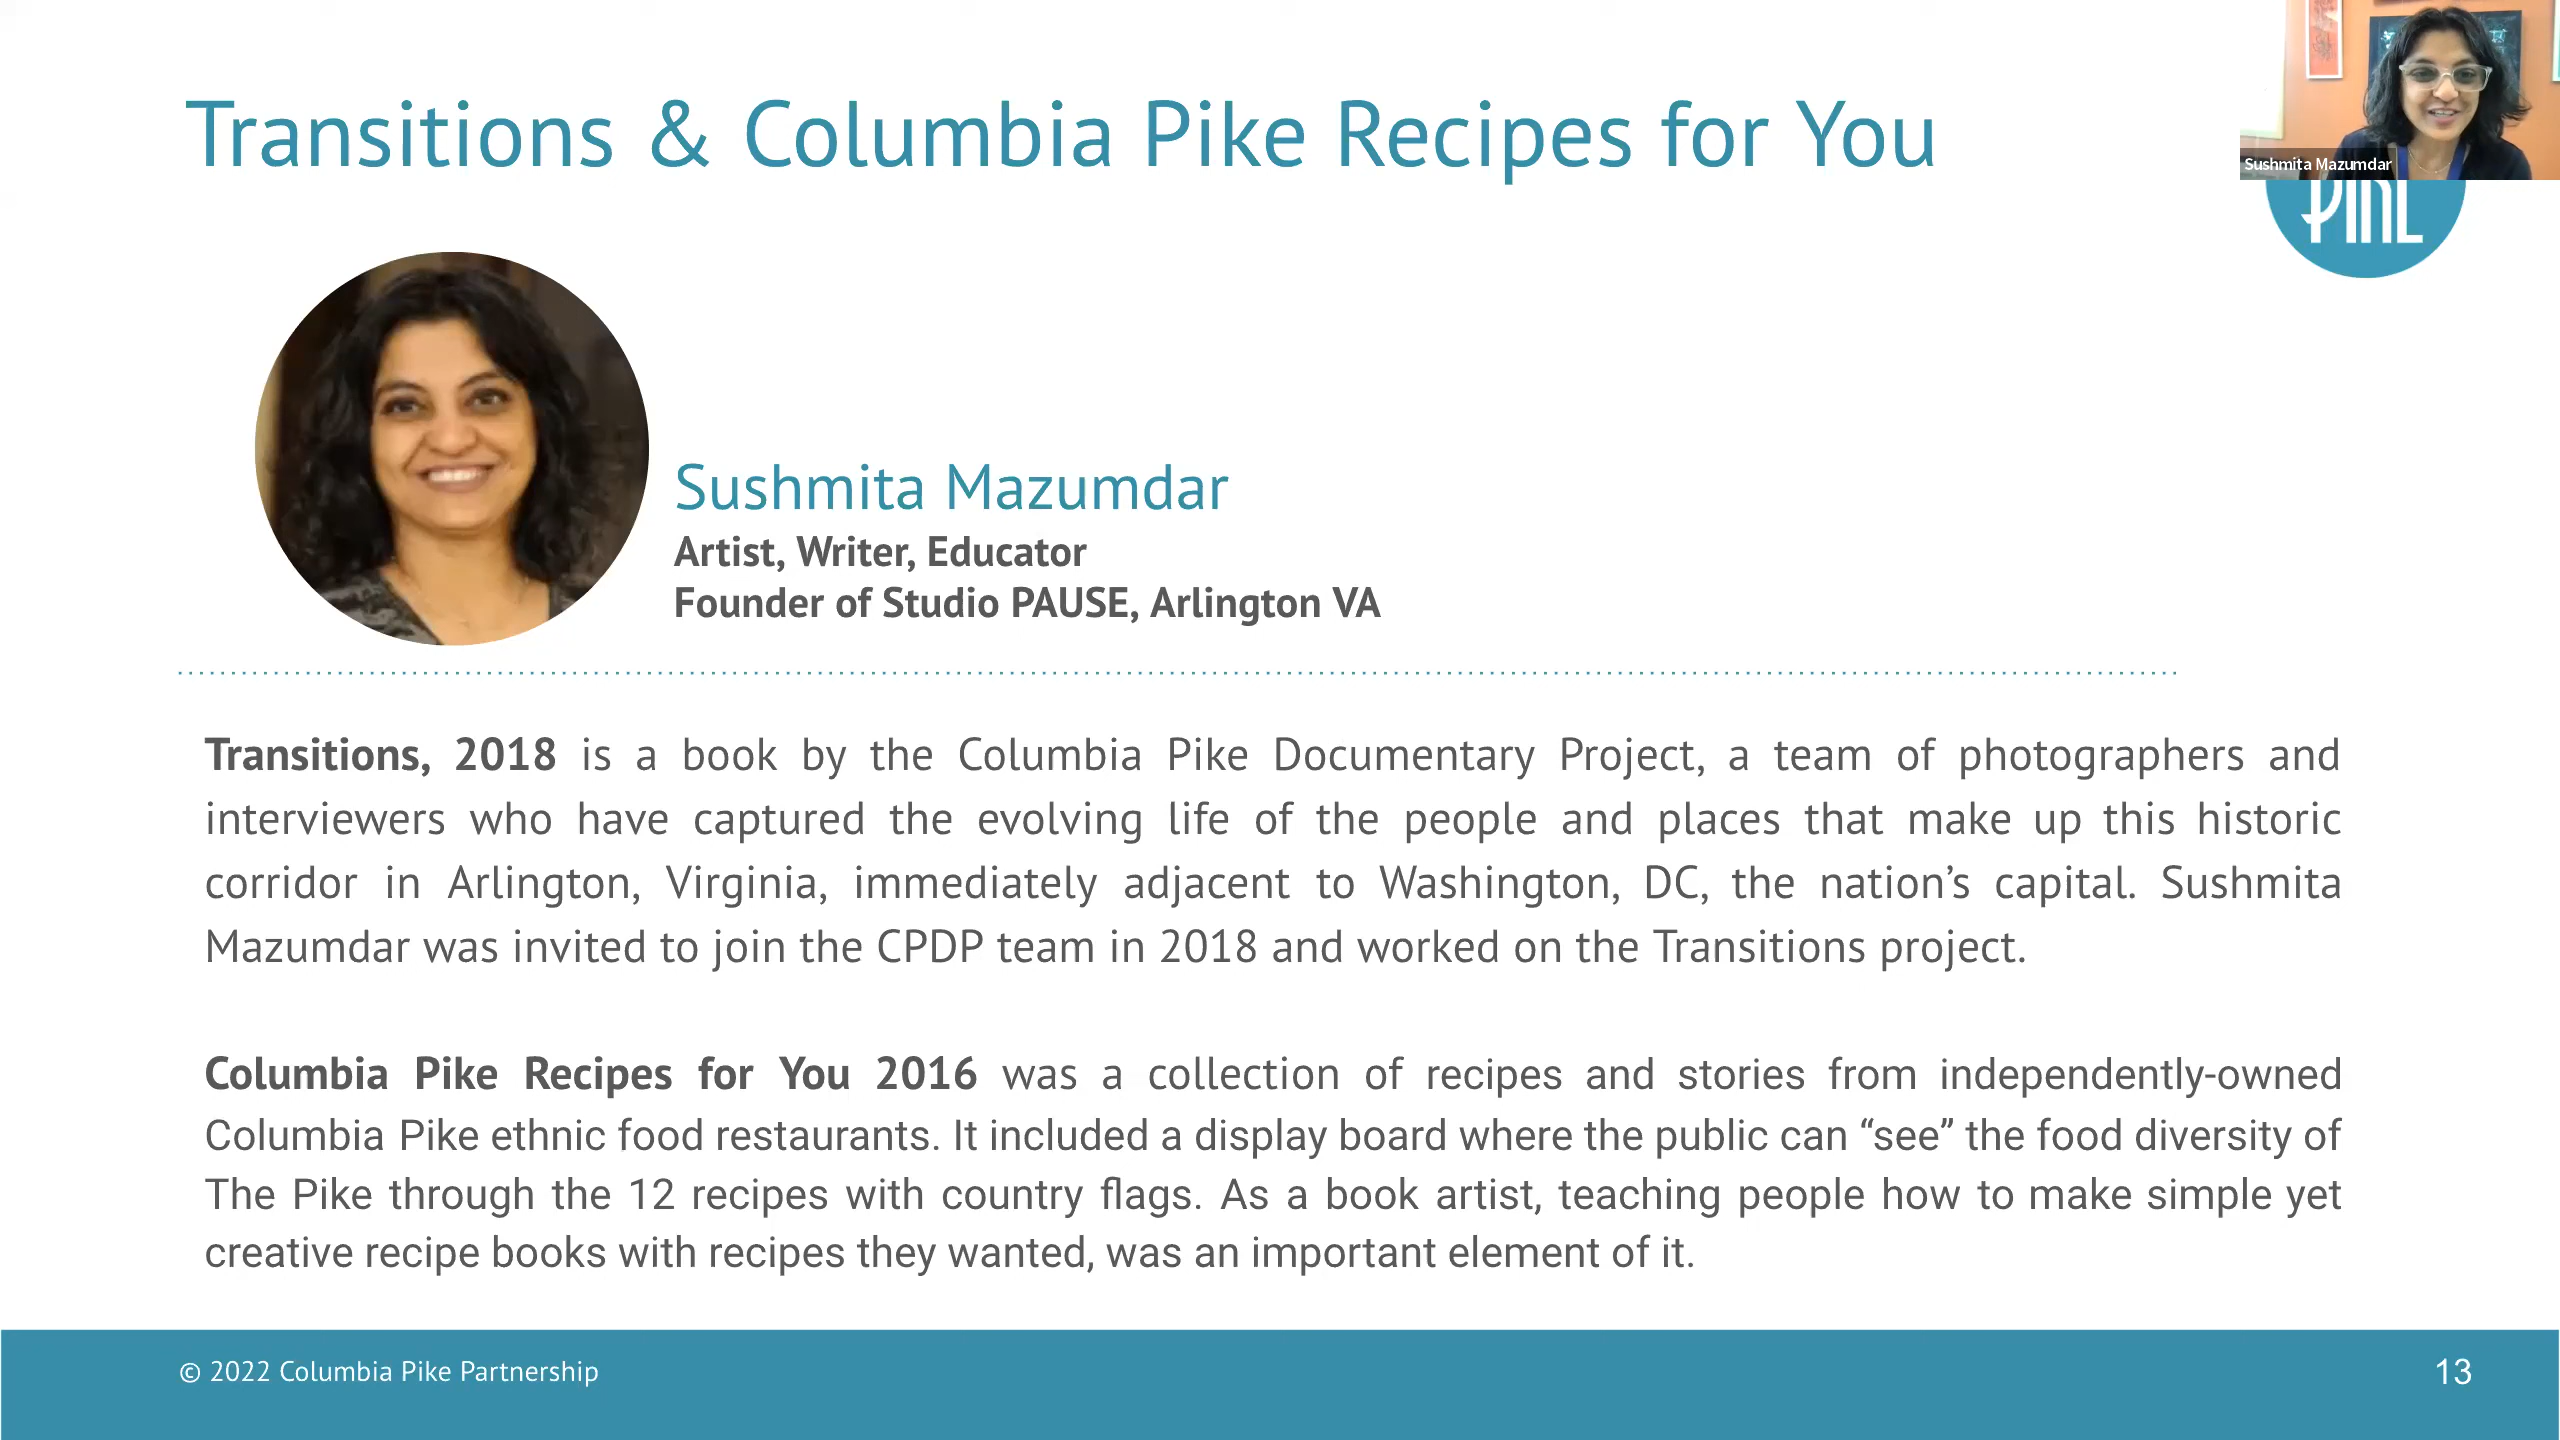 Transitions & Columbia Pike Recipes for You
Sushmita Mazumdar
Sushmita Mazumdar
Artist, Writer, Educator
Founder of Studio PAUSE, Arlington VA
Transitions, 2018 is a book by the Columbia Pike Documentary Project, a team of photographers and
interviewers who have captured the evolving life of the people and places that make up this historic
corridor in Arlington, Virginia, immediately adjacent to Washington, DC, the nation’s capital. Sushmita
Mazumdar was invited to join the CPDP team in 2018 and worked on the Transitions project.
Columbia Pike Recipes for You 2016 was a collection of recipes and stories from independently-owned
Columbia Pike ethnic food restaurants. It included a display board where the public can “see” the food diversity of
The Pike through the 12 recipes with country flags. As a book artist, teaching people how to make simple yet
creative recipe books with recipes they wanted, was an important element of it.
© 2022 Columbia Pike Partnership
13